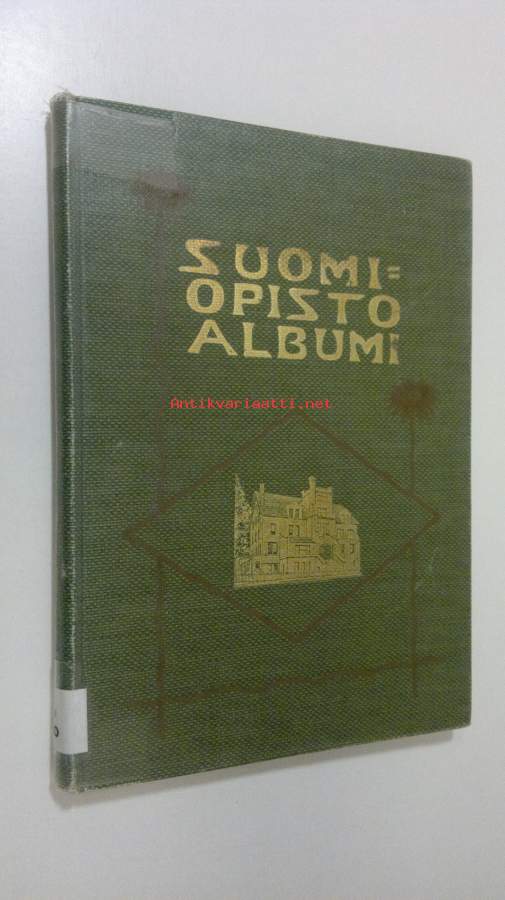 SUOMI=
OPISTO
ALBUMI
Antikvariaatti.net